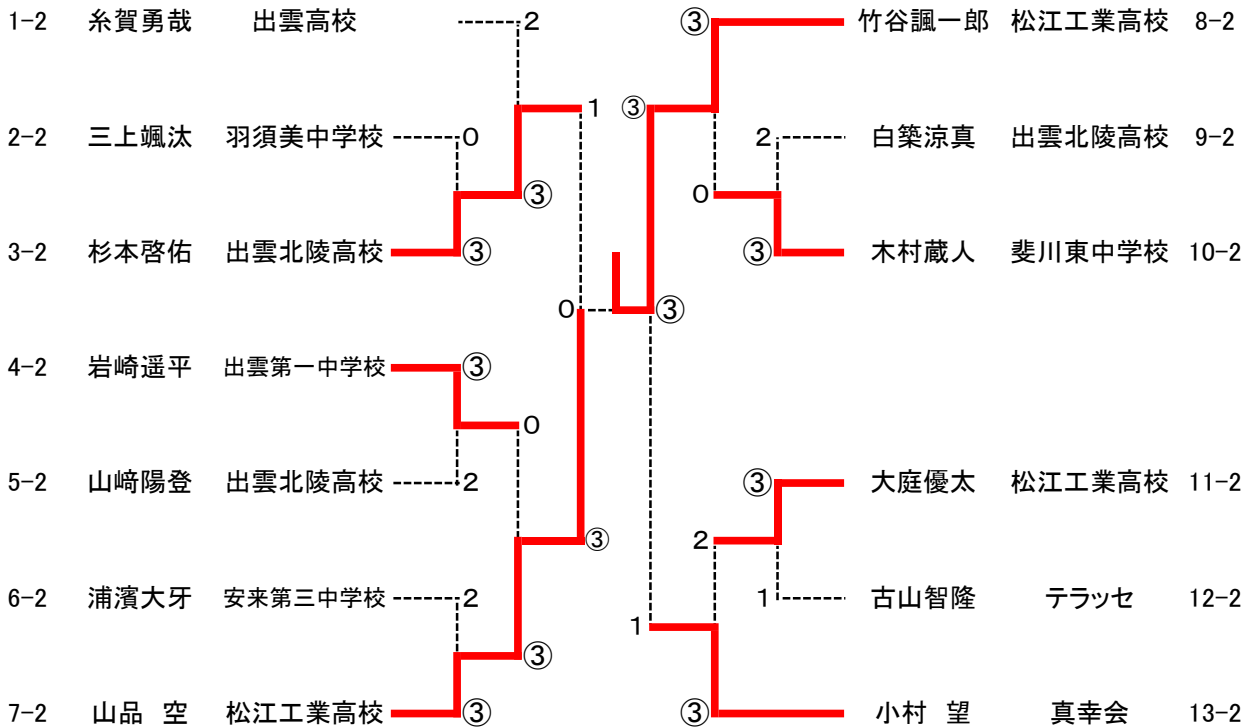 1-2 糸賀勇哉 出雲高校 2 ③ 竹谷諷一郎 松江工業高校 8-2
1 ③
2-2 三上颯汰 羽須美中学校 0 2 白築涼真 出雲北陵高校 9-2
③ 0
3-2 杉本啓佑 出雲北陵高校 ③ ③ 木村蔵人 斐川東中学校 10-2
0 ③
4-2 岩崎遥平 出雲第一中学校 ③
0
5-2 山﨑陽登 出雲北陵高校 2 ③ 大庭優太 松江工業高校 11-2
③ 2
6-2 浦濱大牙 安来第三中学校 2 1 古山智隆 テラッセ 12-2
1
③
7-2 山品 空 松江工業高校 ③ ③ 小村 望 真幸会 13-2